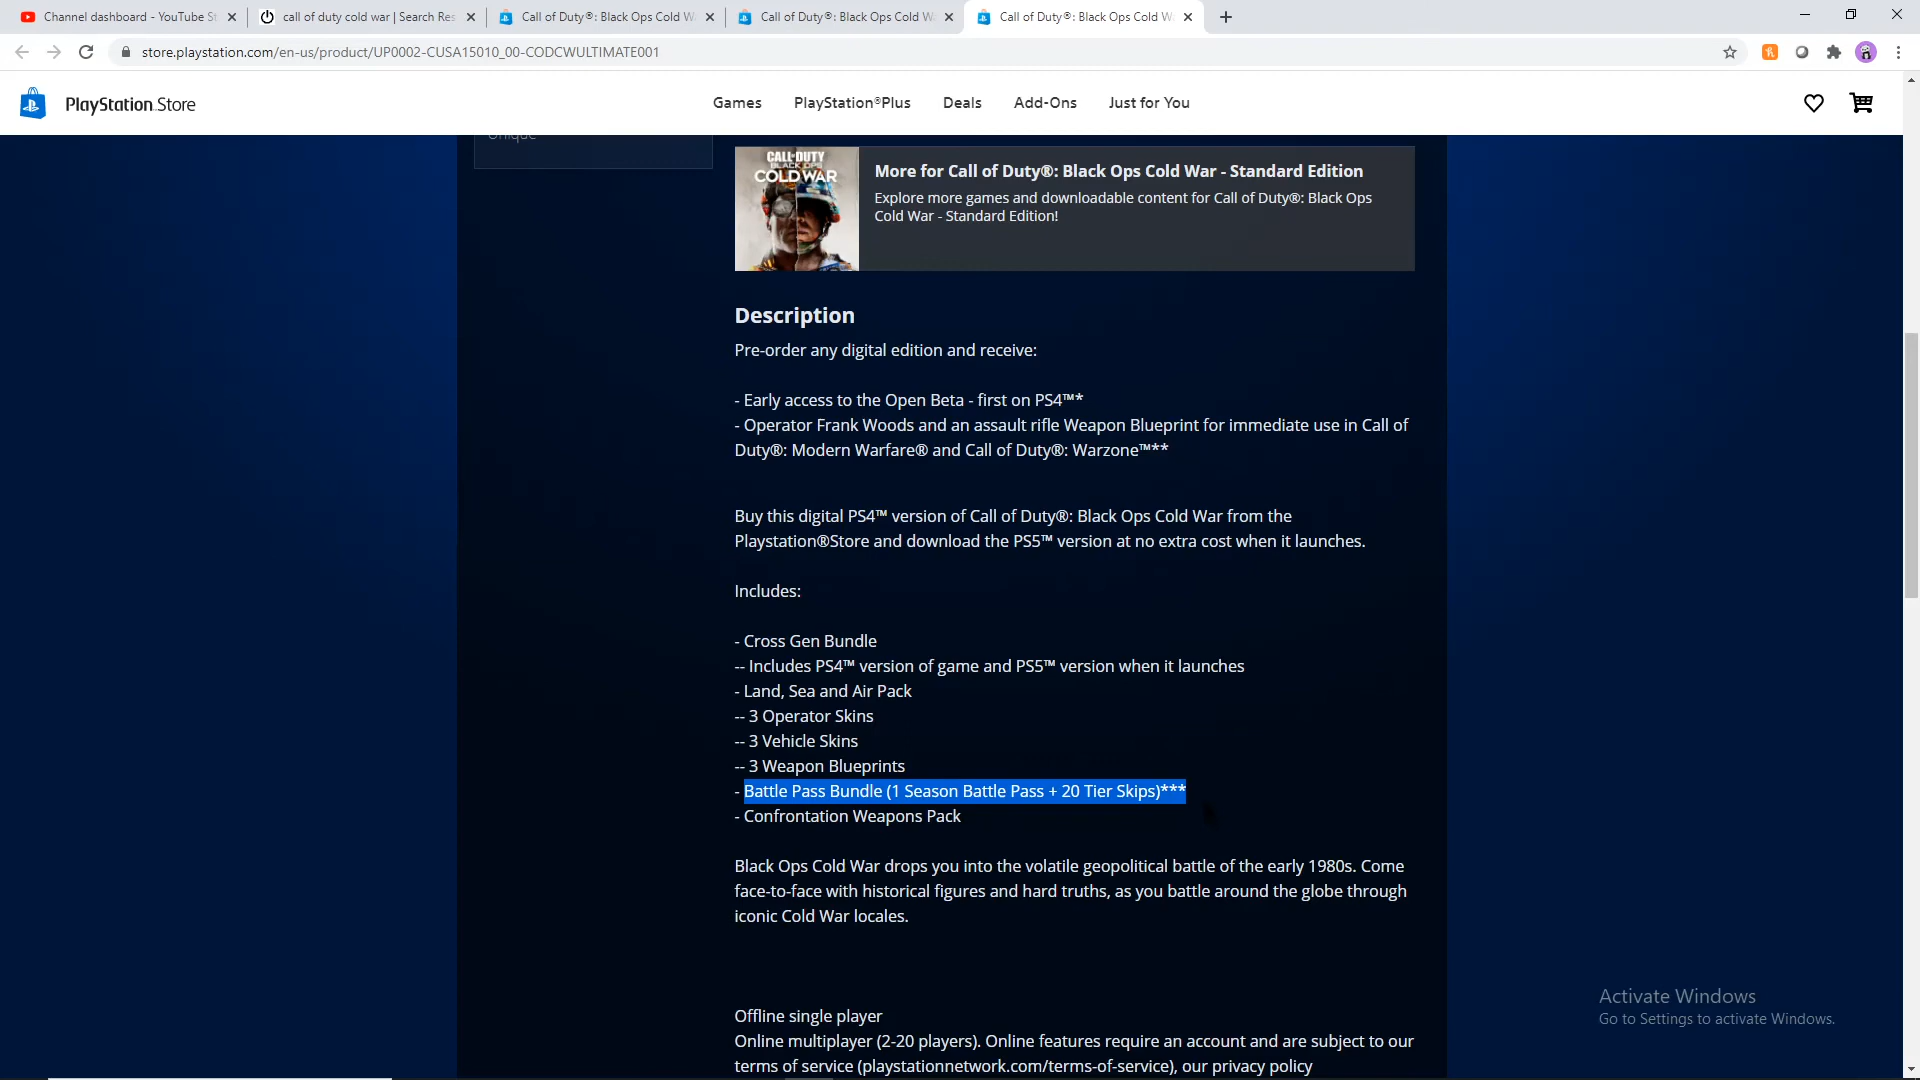 Channel dashboard - YouTube St
call of duty cold war | Search Res
Call of Duty®: Black Ops Cold W
Call of Duty®: Black Ops Cold W
Call of Duty®: Black Ops Cold W
store.playstation.com/en-us/product/UP0002-CUSA15010_00-CODCWULTIMATE001
PlayStation Store
Games
PlayStation®Plus
Deals
Add-Ons
Just for You
Unique
CALL OF DUTY
BLACK OPS
COLD WAR
More for Call of Duty®: Black Ops Cold War - Standard Edition
Explore more games and downloadable content for Call of Duty®: Black Ops
Cold War - Standard Edition!
Description
Pre-order any digital edition and receive:
- Early access to the Open Beta - first on PS4™*
- Operator Frank Woods and an assault rifle Weapon Blueprint for immediate use in Call of
Duty®: Modern Warfare® and Call of Duty®: Warzone™**
Buy this digital PS4™ version of Call of Duty®: Black Ops Cold War from the
Playstation®Store and download the PS5™ version at no extra cost when it launches.
Includes:
- Cross Gen Bundle
-- Includes PS4™ version of game and PS5™ version when it launches
- Land, Sea and Air Pack
-- 3 Operator Skins
-- 3 Vehicle Skins
-- 3 Weapon Blueprints
- Battle Pass Bundle (1 Season Battle Pass + 20 Tier Skips)***
- Confrontation Weapons Pack
Black Ops Cold War drops you into the volatile geopolitical battle of the early 1980s. Come
face-to-face with historical figures and hard truths, as you battle around the globe through
iconic Cold War locales.
Offline single player
Online multiplayer (2-20 players). Online features require an account and are subject to our
terms of service (playstationnetwork.com/terms-of-service), our privacy policy
Activate Windows
Go to Settings to activate Windows.